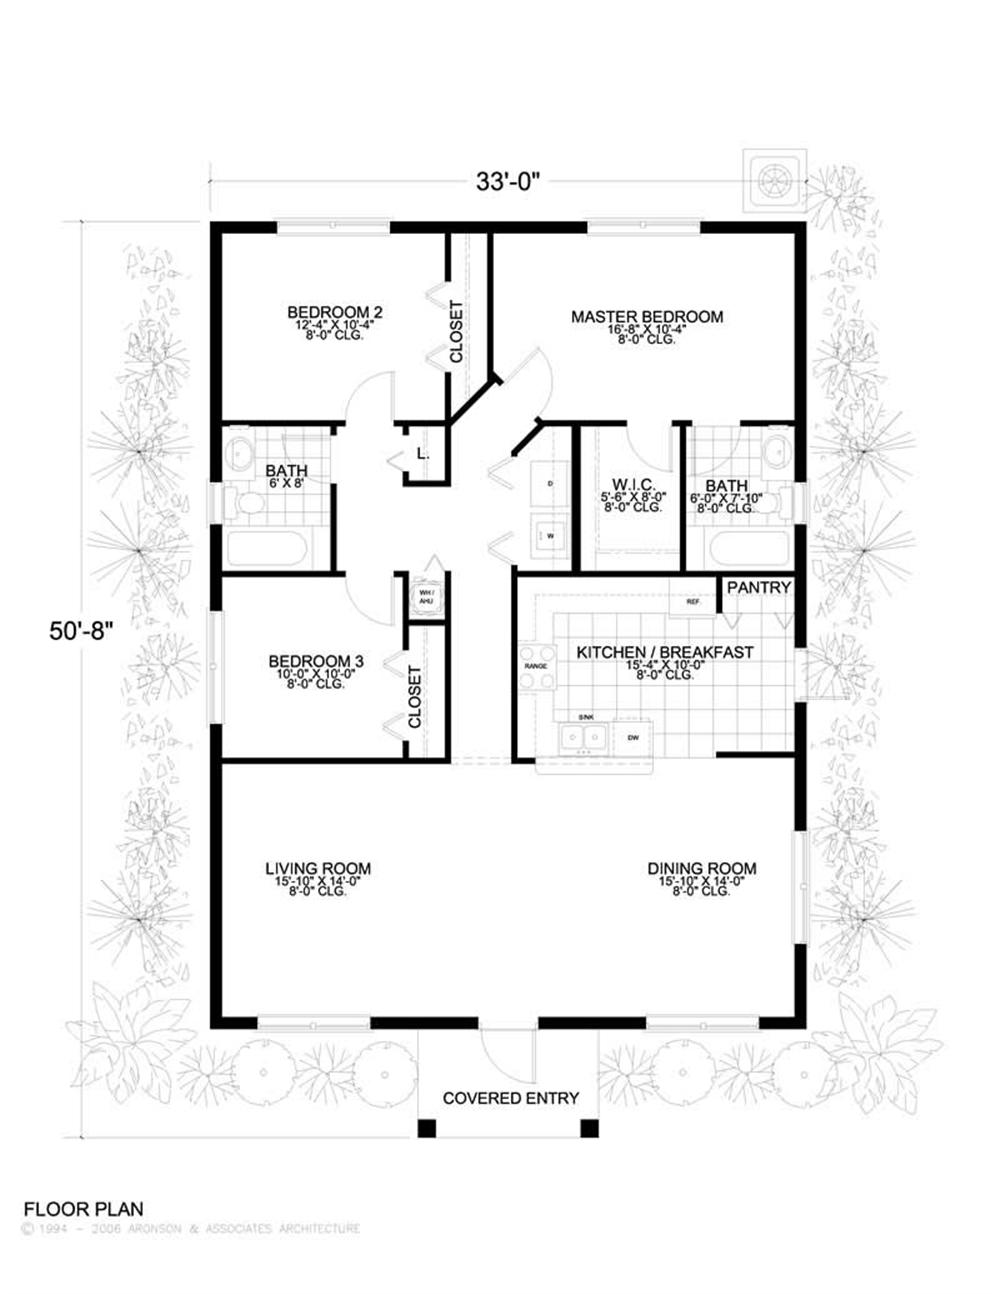 33'-0"
BEDROOM 2
12'-4" X 10'-4"
8'-0" CLG.
CLOSET
MASTER BEDROOM
16'-8" X 10'-4"
8'-0" CLG.
L.
BATH
6' X 8'
D
W
W.I.C.
5'-6" X 8'-0"
8'-0" CLG.
BATH
6'-0" X 7'-10"
8'-0" CLG.
WH /
AHU
REF.
PANTRY
50'-8"
BEDROOM 3
10'-0" X 10'-0"
8'-0" CLG.
CLOSET
RANGE
KITCHEN / BREAKFAST
15'-4" X 10'-0"
8'-0" CLG.
SINK
DW
LIVING ROOM
15'-10" X 14'-0"
8'-0" CLG.
DINING ROOM
15'-10" X 14'-0"
8'-0" CLG.
COVERED ENTRY
FLOOR PLAN
© 1994 - 2006 ARONSON & ASSOCIATES ARCHITECTURE